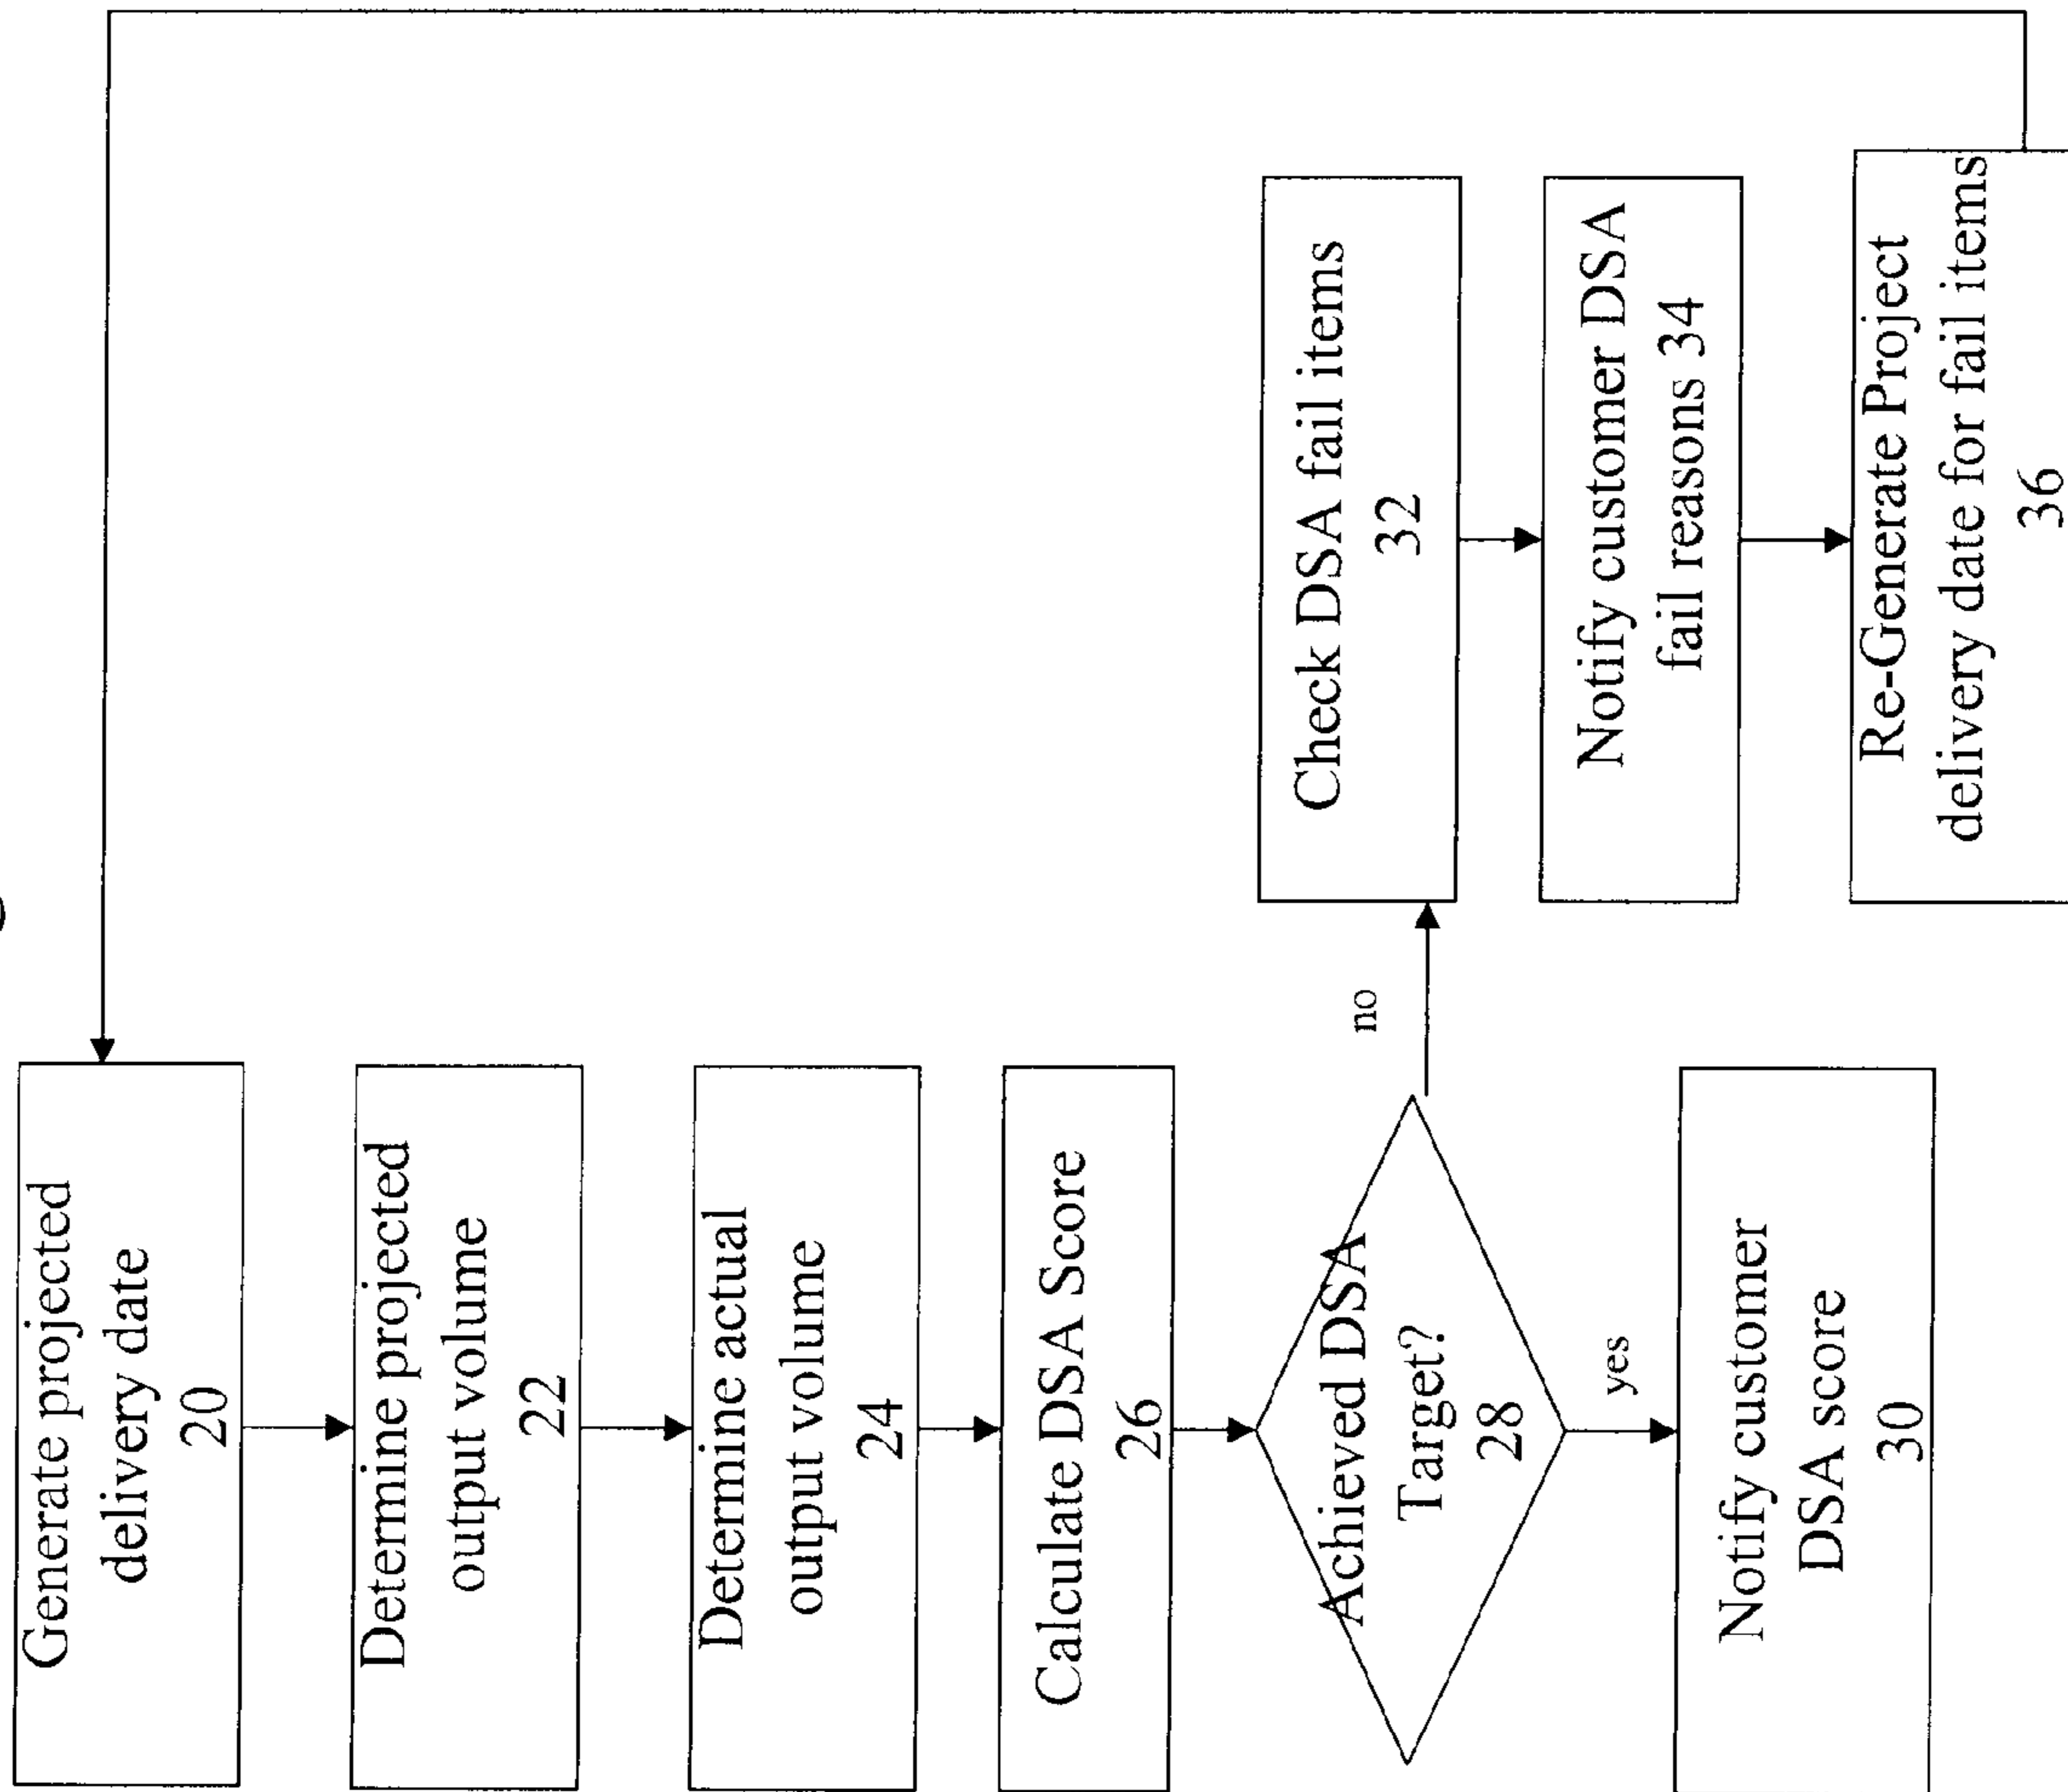 Generate projected
delivery date
20
Determine projected
output volume
22
Determine actual
output volume
24
Calculate DSA Score
26
Achieved DSA
Target?
28
no
yes
Notify customer
DSA score
30
Check DSA fail items
32
Notify customer DSA
fail reasons 34
Re-Generate Project
delivery date for fail items
36